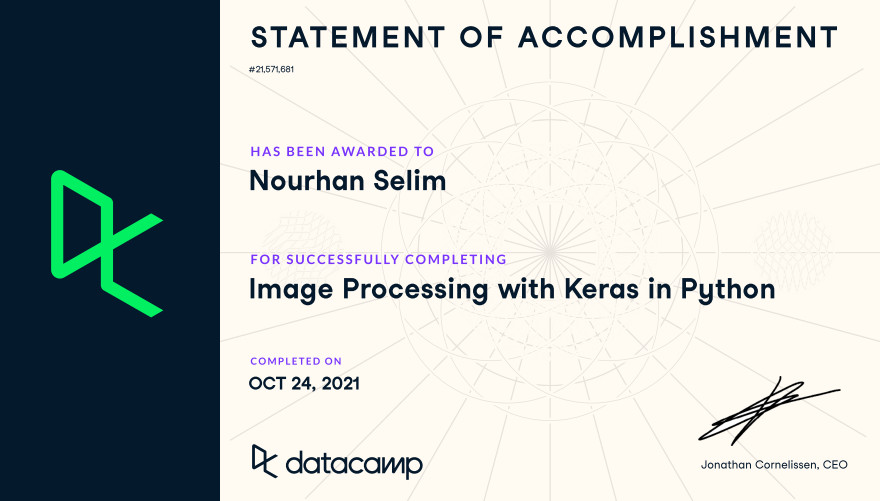 STATEMENT OF ACCOMPLISHMENT
#21,571,681
HAS BEEN AWARDED TO
Nourhan Selim
FOR SUCCESSFULLY COMPLETING
Image Processing with Keras in Python
COMPLETED ON
OCT 24, 2021
datacamp
Jonathan Cornelissen, CEO